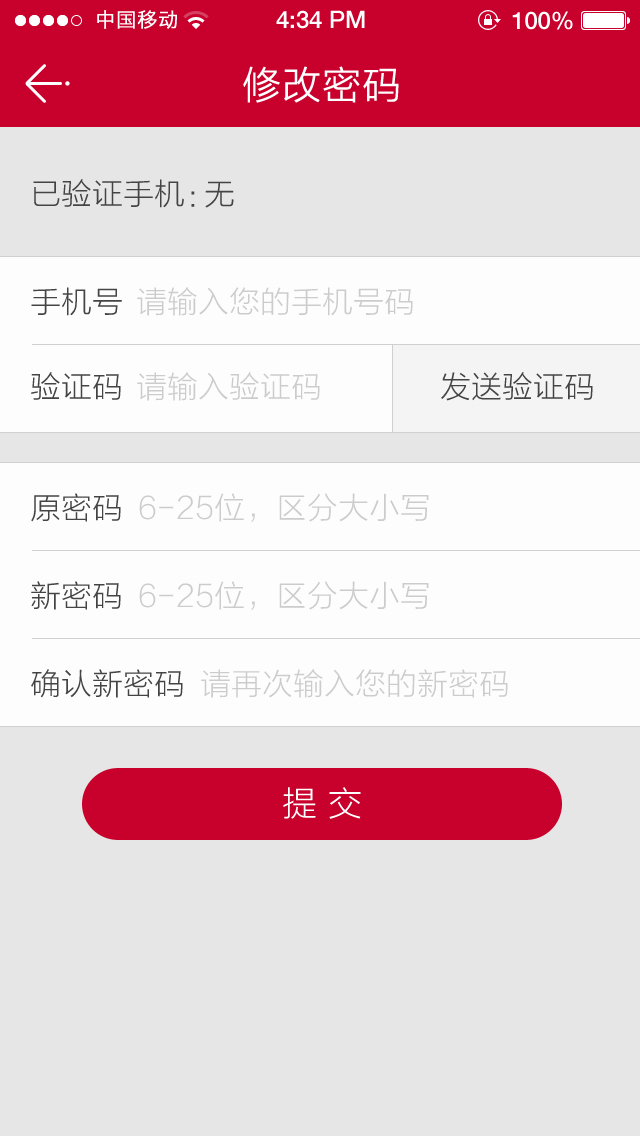 中国移动 4:34 PM 100%
修改密码
已验证手机: 无
手机号 请输入您的手机号码
验证码 请输入验证码 发送验证码
原密码 6-25位，区分大小写
新密码 6-25位，区分大小写
确认新密码 请再次输入您的新密码
提 交